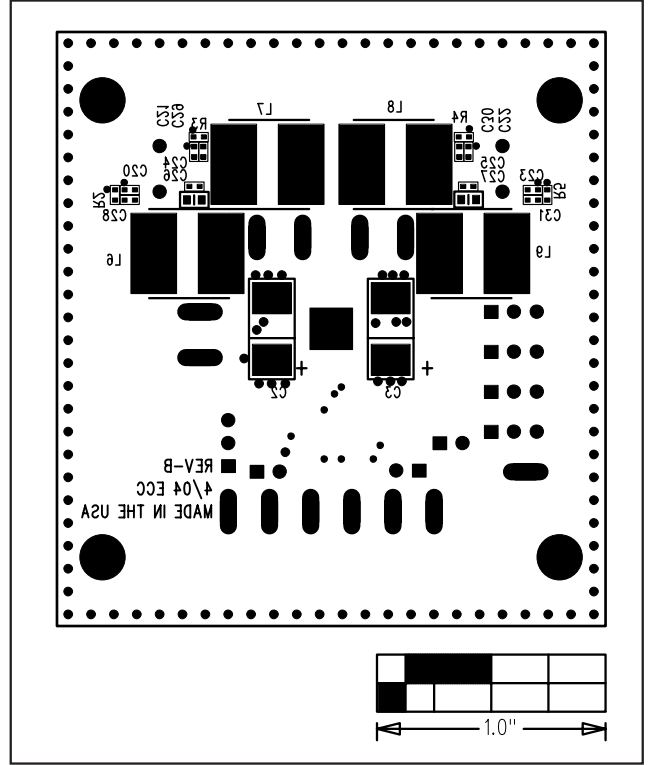 L7
L8
C21
C29
R3
R4
C30
C22
C24
C26
C25
C27
C20
C23
R2
R5
C28
C31
L6
L9
+
+
C2
C3
REV-B
4/04 ECC
MADE IN THE USA
1.0"